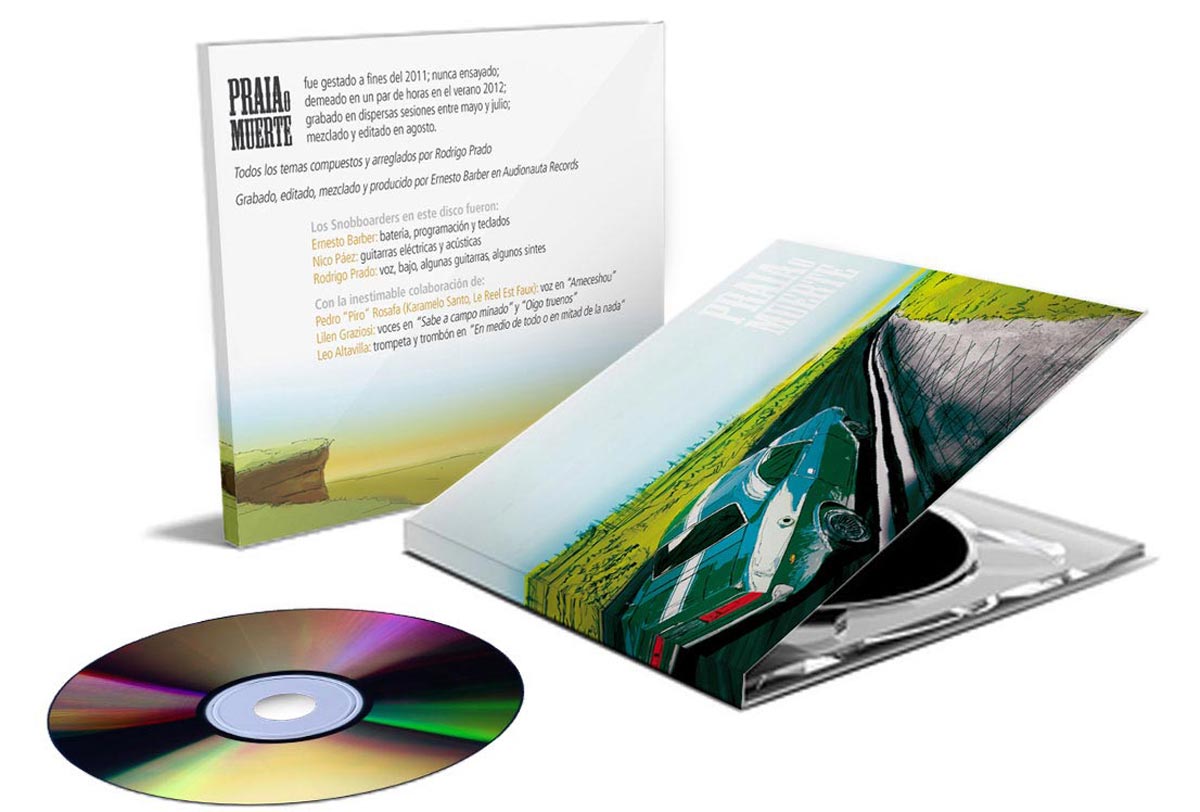 PRAIA O
MUERTE
fue gestado a fines del 2011; nunca ensayado;
demeado en un par de horas en el verano 2012;
grabado en dispersas sesiones entre mayo y julio;
mezclado y editado en agosto.
Todos los temas compuestos y arreglados por Rodrigo Prado
Grabado, editado, mezclado y producido por Ernesto Barber en Audionauta Records
Los Snobboarders en este disco fueron:
Ernesto Barber: batería, programación y teclados
Nico Páez: guitarras eléctricas y acústicas
Rodrigo Prado: voz, bajo, algunas guitarras, algunos sintes
Con la inestimable colaboración de:
Pedro "Piro" Rosafa (Karamelo Santo, Le Reel Est Faux): voz en "Ameceshou"
Lilen Graziosi: voces en "Sabe a campo minado" y "Oigo truenos"
Leo Altavilla: trompeta y trombón en "En medio de todo o en mitad de la nada"
PRAIA O
MUERTE